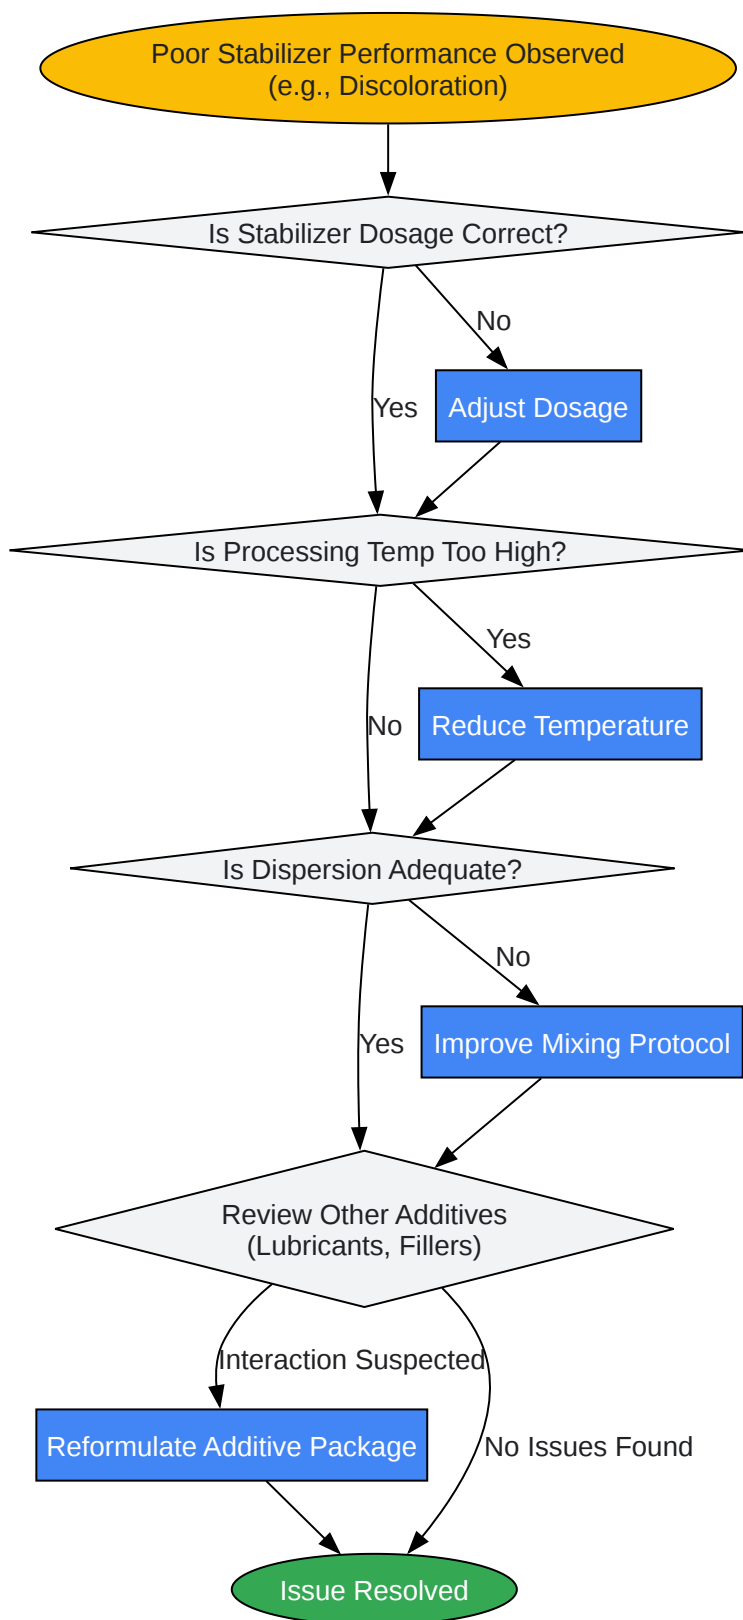 Poor Stabilizer Performance Observed
(e.g., Discoloration)
Is Stabilizer Dosage Correct?
No
Yes
Adjust Dosage
Is Processing Temp Too High?
Yes
No
Reduce Temperature
Is Dispersion Adequate?
No
Yes
Improve Mixing Protocol
Review Other Additives
(Lubricants, Fillers)
Interaction Suspected
Reformulate Additive Package
No Issues Found
Issue Resolved